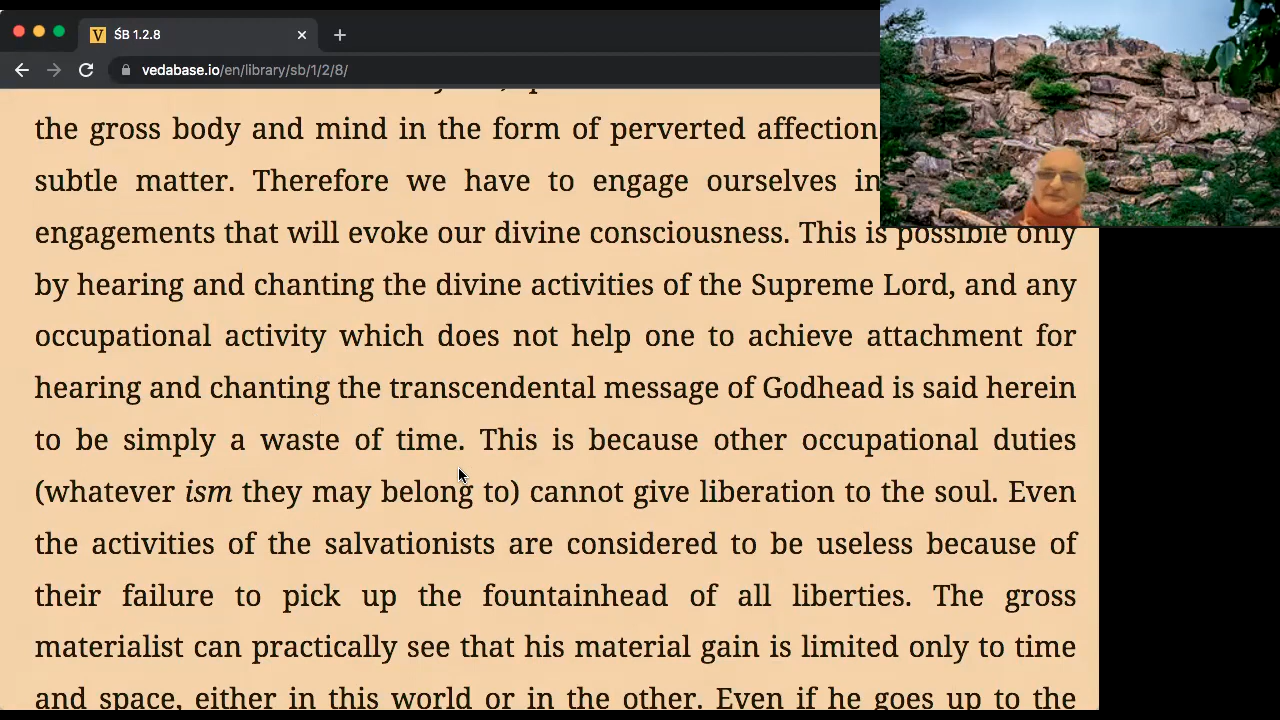 ŚB 1.2.8
vedabase.io/en/library/sb/1/2/8/
the gross body and mind in the form of perverted affection
subtle matter. Therefore we have to engage ourselves in
engagements that will evoke our divine consciousness. This is possible only
by hearing and chanting the divine activities of the Supreme Lord, and any
occupational activity which does not help one to achieve attachment for
hearing and chanting the transcendental message of Godhead is said herein
to be simply a waste of time. This is because other occupational duties
(whatever ism they may belong to) cannot give liberation to the soul. Even
the activities of the salvationists are considered to be useless because of
their failure to pick up the fountainhead of all liberties. The gross
materialist can practically see that his material gain is limited only to time
and space, either in this world or in the other. Even if he goes up to the